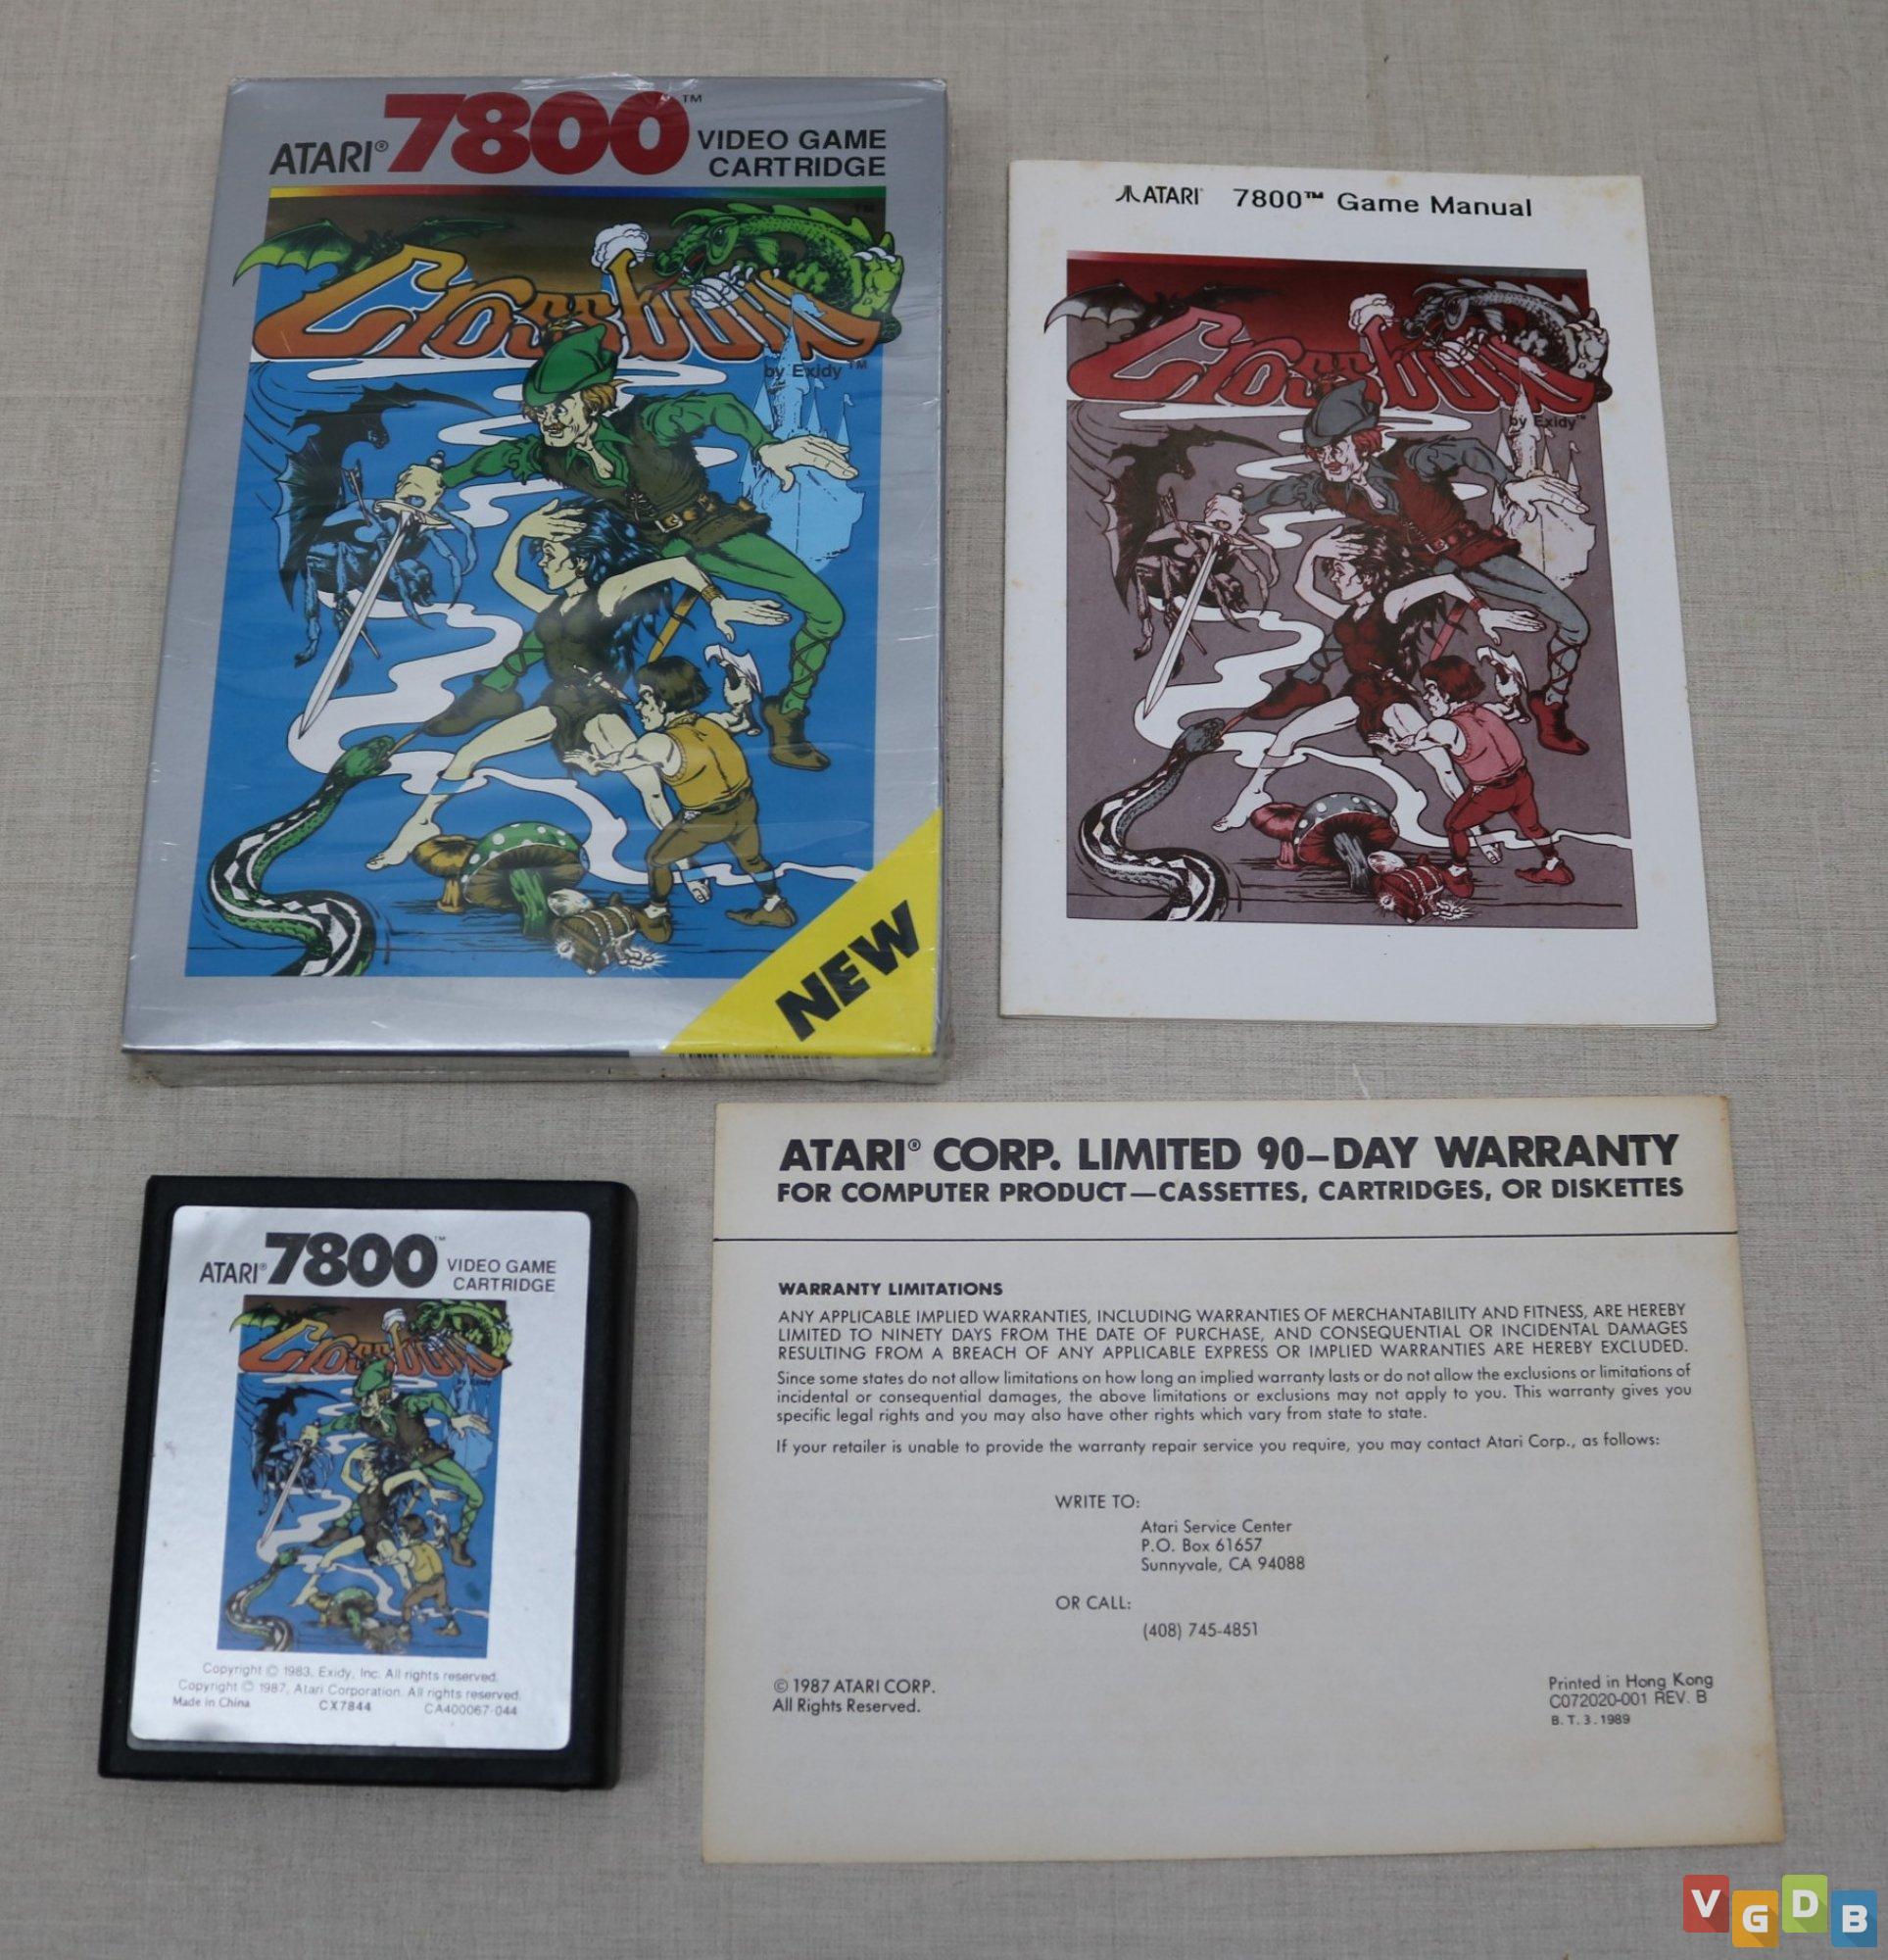 ATARI® 7800™ VIDEO GAME
CARTRIDGE
TM
Crossbow
by Exidy™
NEW
ATARI® 7800™ Game Manual
Crossbow
by Exidy™
ATARI® 7800™ VIDEO GAME
CARTRIDGE
Crossbow
Copyright © 1983, Exidy, Inc. All rights reserved.
Copyright © 1987, Atari Corporation. All rights reserved.
Made in China CX7844 CA400067-044
ATARI® CORP. LIMITED 90–DAY WARRANTY
FOR COMPUTER PRODUCT—CASSETTES, CARTRIDGES, OR DISKETTES
WARRANTY LIMITATIONS
ANY APPLICABLE IMPLIED WARRANTIES, INCLUDING WARRANTIES OF MERCHANTABILITY AND FITNESS, ARE HEREBY
LIMITED TO NINETY DAYS FROM THE DATE OF PURCHASE, AND CONSEQUENTIAL OR INCIDENTAL DAMAGES
RESULTING FROM A BREACH OF ANY APPLICABLE EXPRESS OR IMPLIED WARRANTIES ARE HEREBY EXCLUDED.
Since some states do not allow limitations on how long an implied warranty lasts or do not allow the exclusions or limitations of
incidental or consequential damages, the above limitations or exclusions may not apply to you. This warranty gives you
specific legal rights and you may also have other rights which vary from state to state.
If your retailer is unable to provide the warranty repair service you require, you may contact Atari Corp., as follows:
WRITE TO:
Atari Service Center
P.O. Box 61657
Sunnyvale, CA 94088
OR CALL:
(408) 745-4851
© 1987 ATARI CORP.
All Rights Reserved.
Printed in Hong Kong
C072020-001 REV. B
B. T. 3. 1989
VGDB